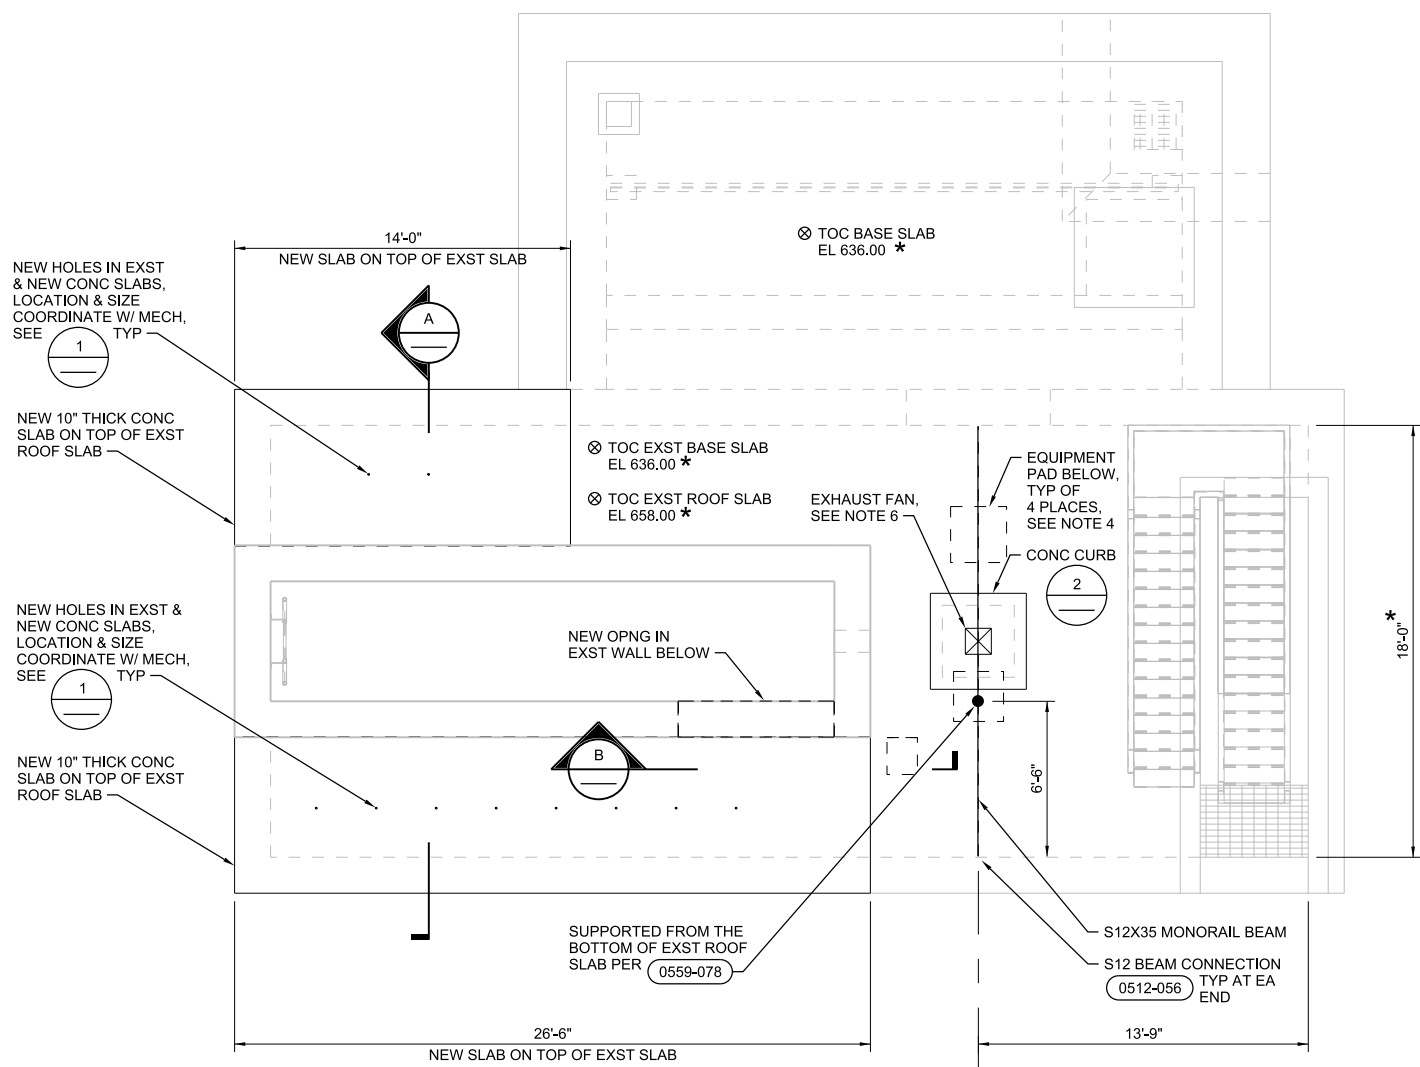 14'-0"
NEW SLAB ON TOP OF EXST SLAB
TOC BASE SLAB
EL 636.00 *
NEW HOLES IN EXST
& NEW CONC SLABS,
LOCATION & SIZE
COORDINATE W/ MECH,
SEE 1 TYP
A
NEW 10" THICK CONC
SLAB ON TOP OF EXST
ROOF SLAB
TOC EXST BASE SLAB
EL 636.00 *
TOC EXST ROOF SLAB
EL 658.00 *
EXHAUST FAN,
SEE NOTE 6
EQUIPMENT
PAD BELOW,
TYP OF
4 PLACES,
SEE NOTE 4
CONC CURB
2
NEW HOLES IN EXST &
NEW CONC SLABS,
LOCATION & SIZE
COORDINATE W/ MECH,
SEE 1 TYP
NEW OPNG IN
EXST WALL BELOW
18'-0" *
B
6'-6"
NEW 10" THICK CONC
SLAB ON TOP OF EXST
ROOF SLAB
SUPPORTED FROM THE
BOTTOM OF EXST ROOF
SLAB PER 0559-078
S12X35 MONORAIL BEAM
S12 BEAM CONNECTION
0512-056 TYP AT EA
END
26'-6"
NEW SLAB ON TOP OF EXST SLAB
13'-9"